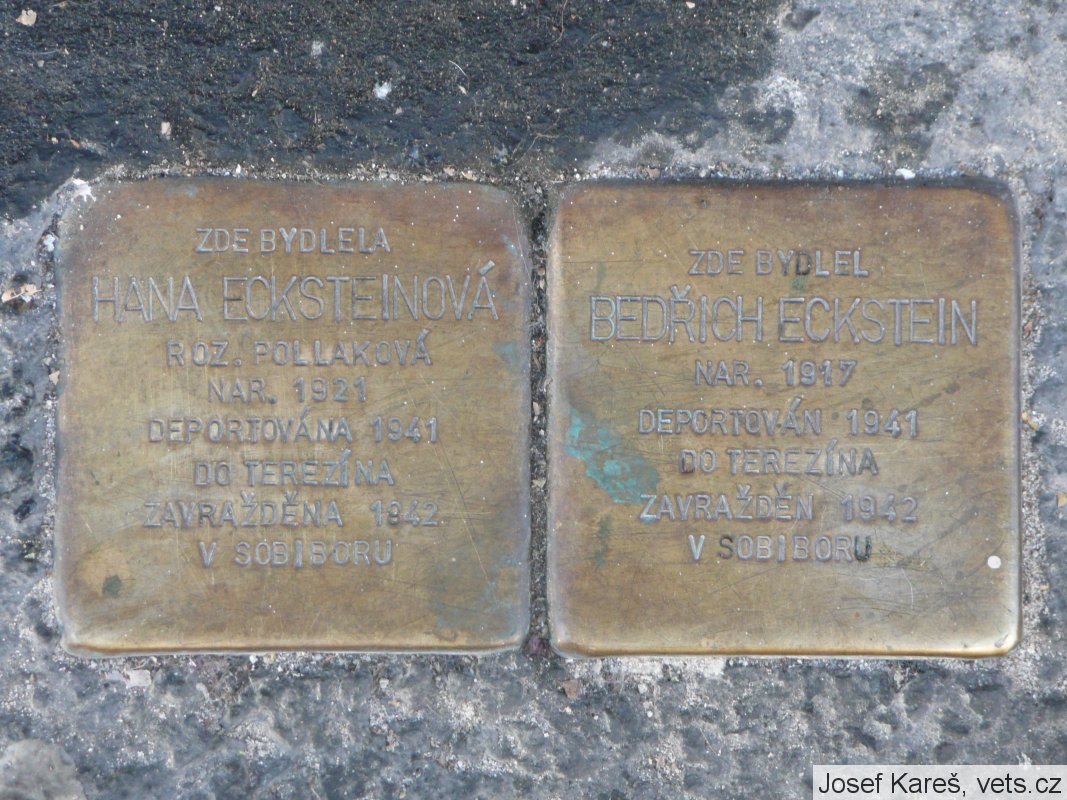 ZDE BYDLELA
HANA ECKSTEINOVÁ
ROZ. POLLAKOVÁ
NAR. 1921
DEPORTOVÁNA 1941
DO TEREZÍNA
ZAVRAŽDĚNA 1942
V SOBIBORU
ZDE BYDLEL
BEDŘICH ECKSTEIN
NAR. 1917
DEPORTOVÁN 1941
DO TEREZÍNA
ZAVRAŽDĚN 1942
V SOBIBORU
Josef Kareš, vets.cz